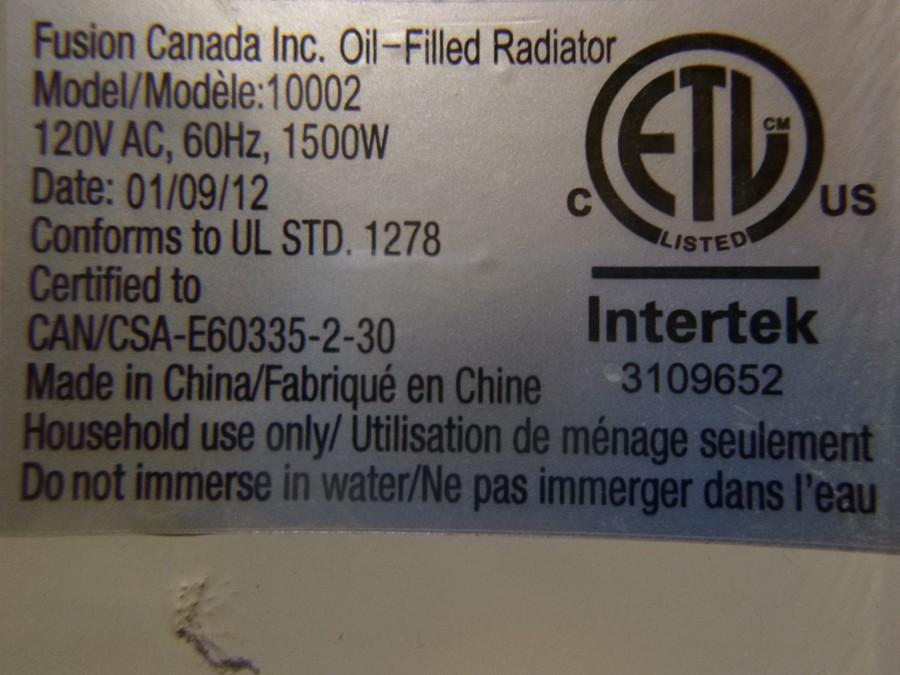 Fusion Canada Inc. Oil-Filled Radiator
Model/Modèle:10002
120V AC, 60Hz, 1500W
Date: 01/09/12
Conforms to UL STD. 1278
Certified to
CAN/CSA-E60335-2-30
Made in China/Fabriqué en Chine
Household use only/ Utilisation de ménage seulement
Do not immerse in water/Ne pas immerger dans l'eau
ETL CM
C US
LISTED
Intertek
3109652